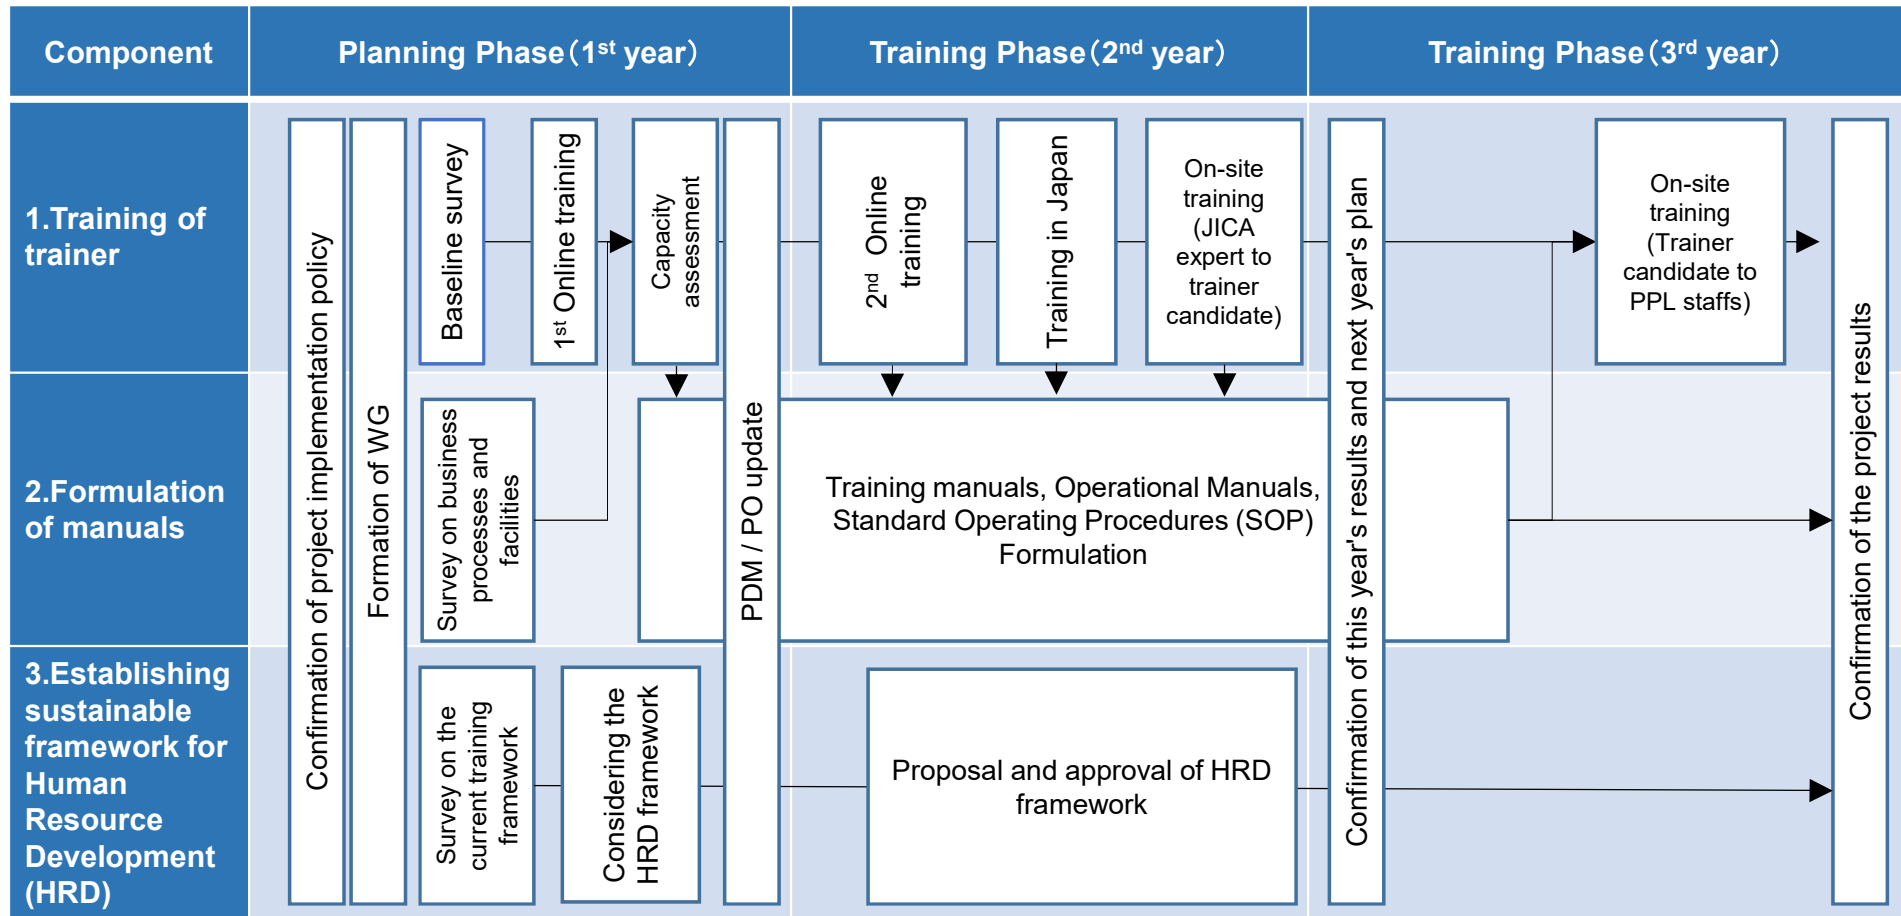 Component
Planning Phase（1st year）
Training Phase（2nd year）
Training Phase（3rd year）
1.Training of
trainer
2.Formulation
of manuals
3.Establishing
sustainable
framework for
Human
Resource
Development
(HRD)
Confirmation of project implementation policy
Formation of WG
Baseline survey
1st Online training
Capacity
assessment
Survey on business
processes and
facilities
Survey on the
current training
framework
Considering the
HRD framework
PDM / PO update
2nd Online
training
Training in Japan
On-site
training
(JICA
expert to
trainer
candidate)
Training manuals, Operational Manuals,
Standard Operating Procedures (SOP)
Formulation
Proposal and approval of HRD
framework
Confirmation of this year's results and next year's plan
On-site
training
(Trainer
candidate to
PPL staffs)
Confirmation of the project results